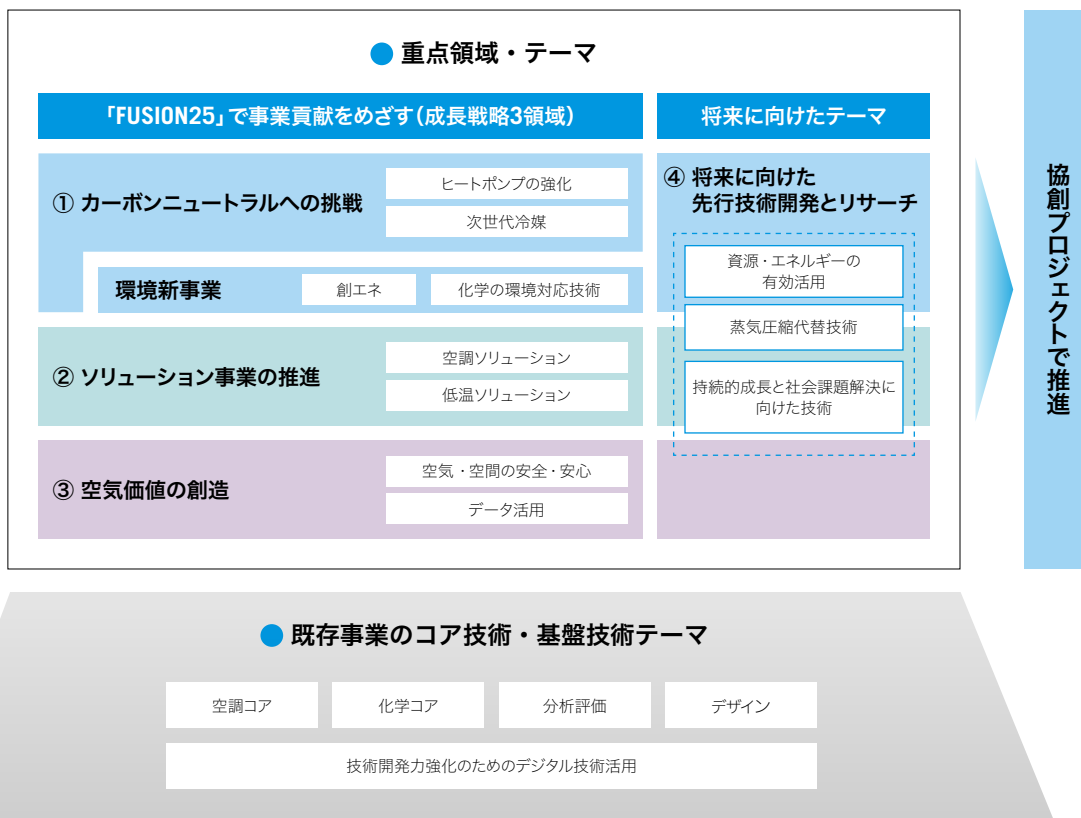 ● 重点領域・テーマ
「FUSION25」で事業貢献をめざす(成長戦略3領域)
将来に向けたテーマ
① カーボンニュートラルへの挑戦
ヒートポンプの強化
次世代冷媒
環境新事業
創エネ
化学の環境対応技術
② ソリューション事業の推進
空調ソリューション
低温ソリューション
③ 空気価値の創造
空気・空間の安全・安心
データ活用
④ 将来に向けた
先行技術開発とリサーチ
資源・エネルギーの
有効活用
蒸気圧縮代替技術
持続的成長と社会課題解決に
向けた技術
協創プロジェクトで推進
● 既存事業のコア技術・基盤技術テーマ
空調コア
化学コア
分析評価
デザイン
技術開発力強化のためのデジタル技術活用